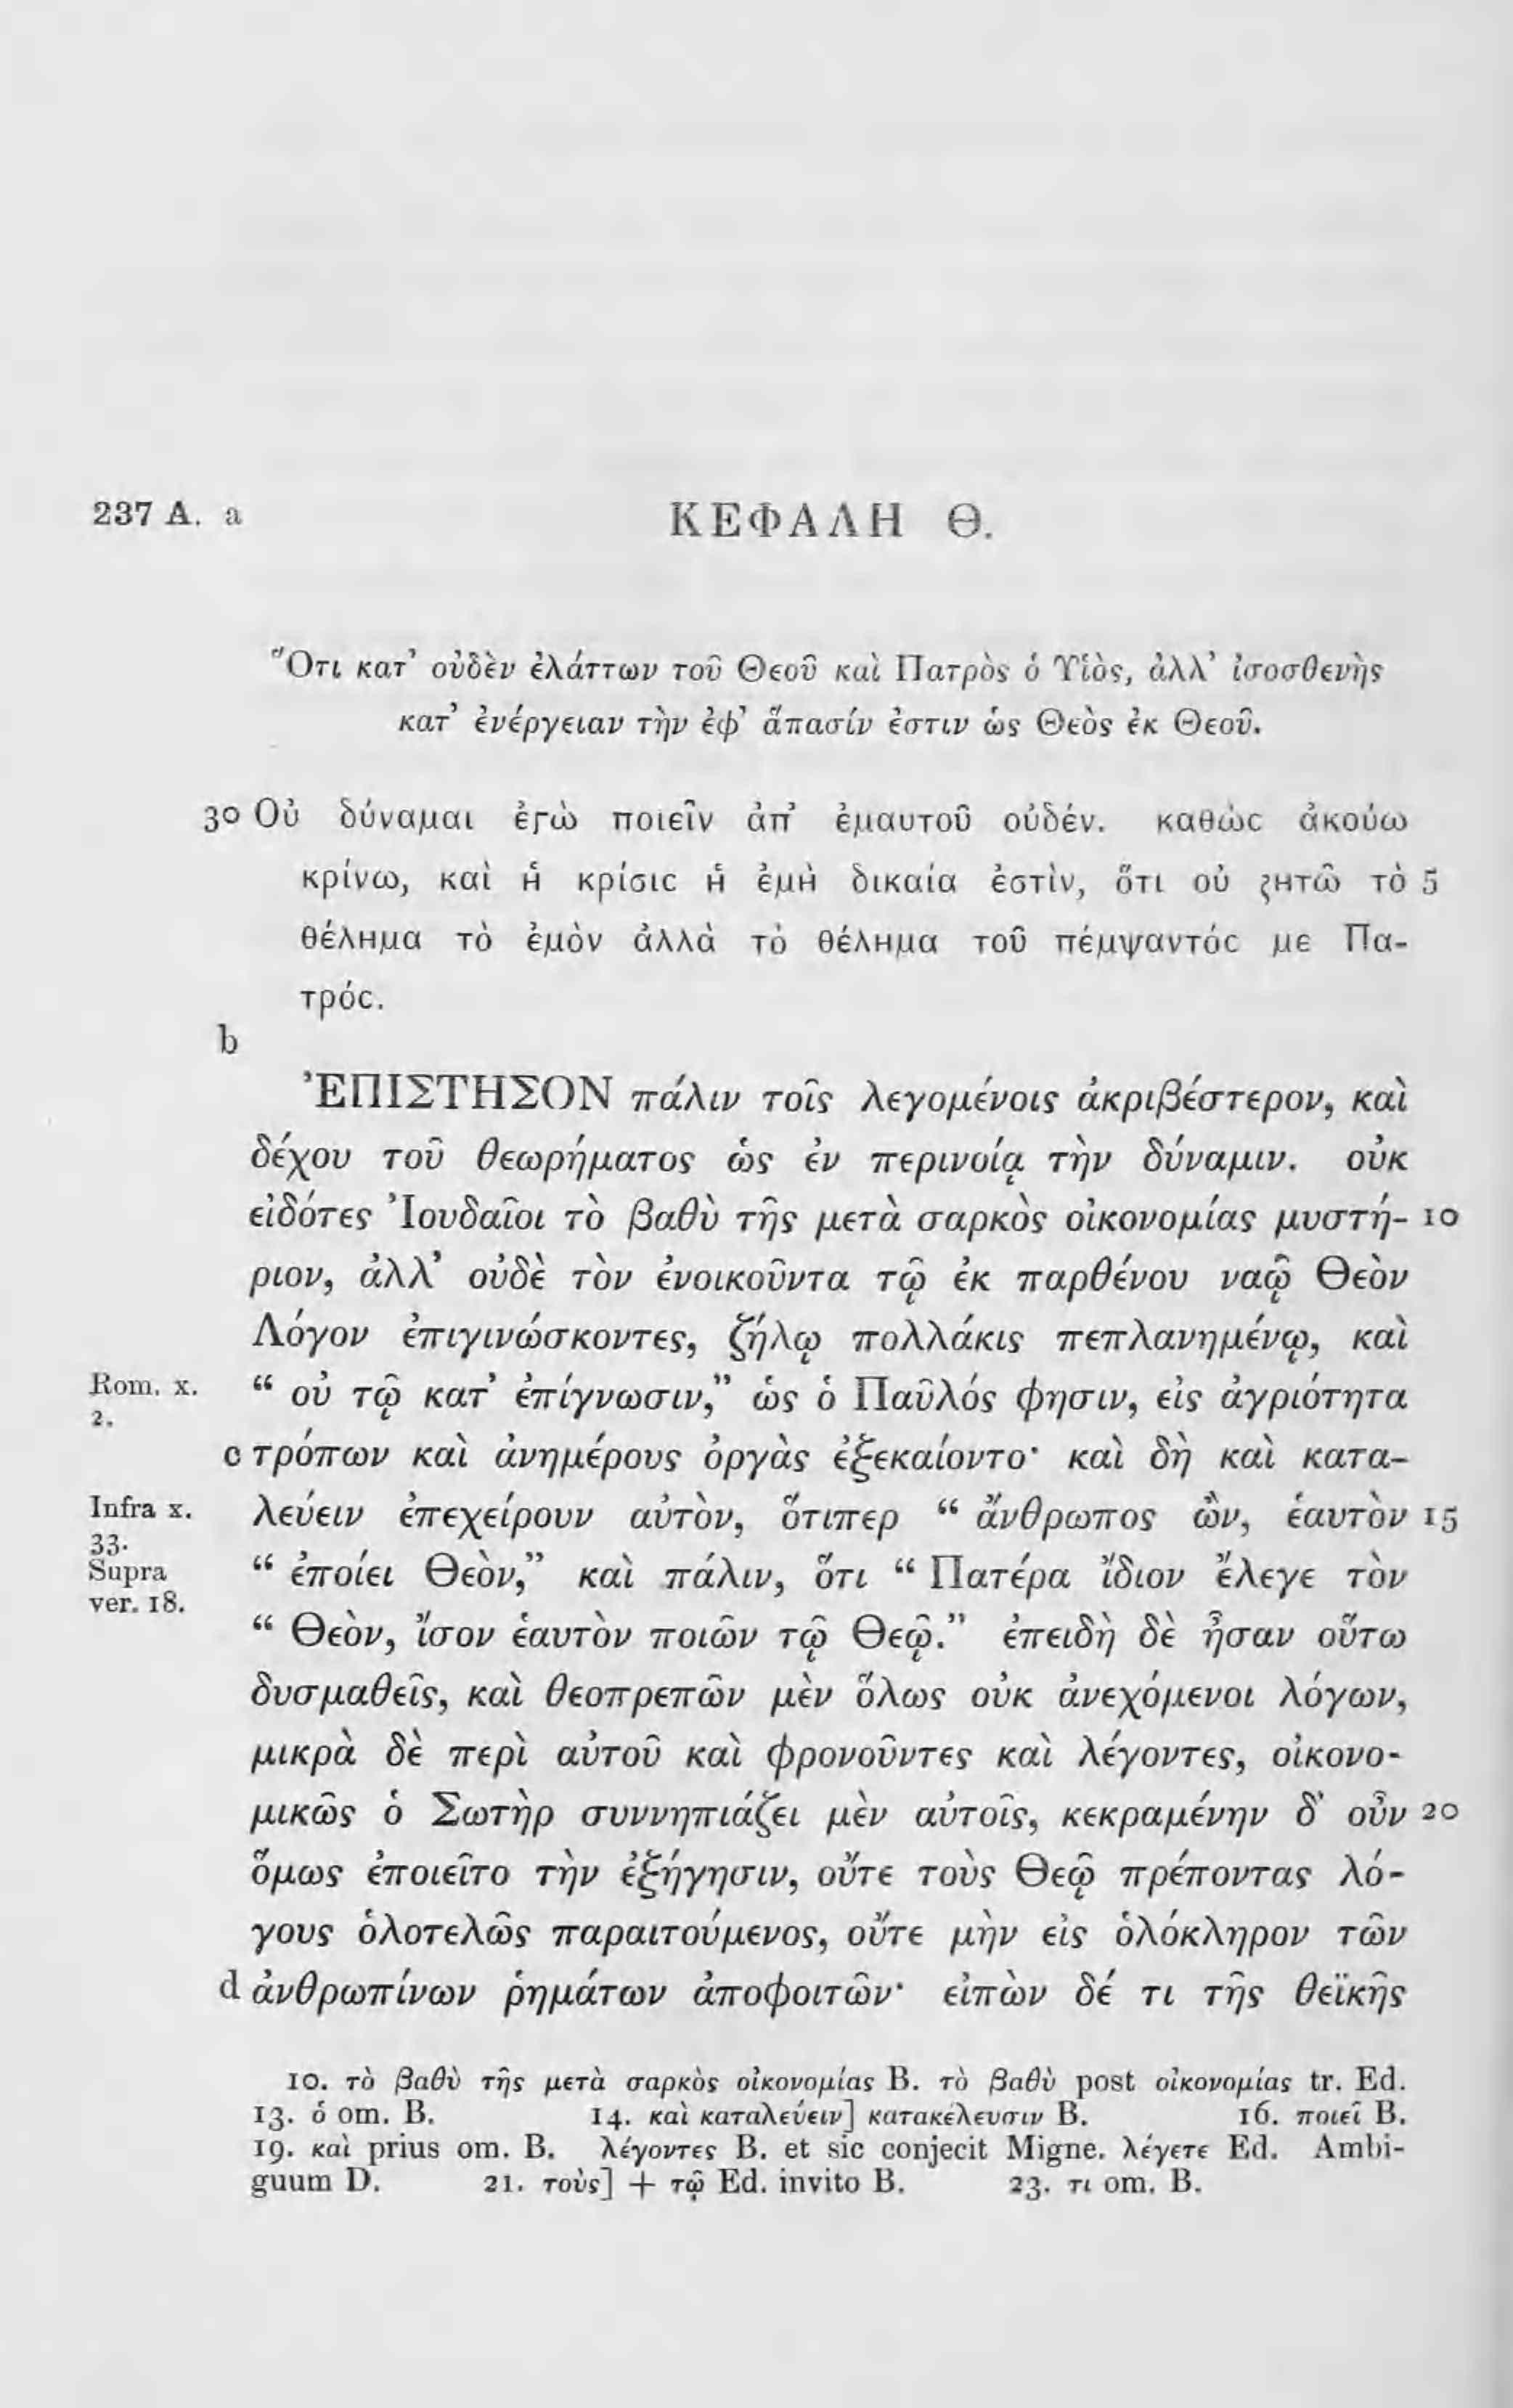 237 A. a ΚΕΦΑΛΗ Θ.
Ὅτι κατ’ οὐδὲν ἐλάττων τοῦ Θεοῦ καὶ Πατρὸς ὁ Υἱὸς, ἀλλ’ ἰσοσθενὴς
κατ’ ἐνέργειαν τὴν ἐφ’ ἅπασίν ἐστιν ὡς Θεὸς ἐκ Θεοῦ.
30 Οὐ δύναμαι ἐγὼ ποιεῖν ἀπ’ ἐμαυτοῦ οὐδέν. καθὼς ἀκούω
κρίνω, καὶ ἡ κρίσις ἡ ἐμὴ δικαία ἐστὶν, ὅτι οὐ ζητῶ τὸ 5
θέλημα τὸ ἐμὸν ἀλλὰ τὸ θέλημα τοῦ πέμψαντός με Πα-
τρός.
b
ἘΠΙΣΤΗΣΟΝ πάλιν τοῖς λεγομένοις ἀκριβέστερον, καὶ
δέχου τοῦ θεωρήματος ὡς ἐν περινοίᾳ τὴν δύναμιν. οὐκ
εἰδότες Ἰουδαῖοι τὸ βαθὺ τῆς μετὰ σαρκὸς οἰκονομίας μυστή- 10
ριον, ἀλλ’ οὐδὲ τὸν ἐνοικοῦντα τῷ ἐκ παρθένου ναῷ Θεὸν
Λόγον ἐπιγινώσκοντες, ζήλῳ πολλάκις πεπλανημένῳ, καὶ
Rom. x. “ οὐ τῷ κατ’ ἐπίγνωσιν,” ὡς ὁ Παῦλός φησιν, εἰς ἀγριότητα
2.
c τρόπων καὶ ἀνημέρους ὀργὰς ἐξεκαίοντο· καὶ δὴ καὶ κατα-
Infra x. λεύειν ἐπεχείρουν αὐτὸν, ὅτιπερ “ ἄνθρωπος ὢν, ἑαυτὸν 15
33.
Supra “ ἐποίει Θεὸν,” καὶ πάλιν, ὅτι “ Πατέρα ἴδιον ἔλεγε τὸν
ver. 18.
“ Θεὸν, ἴσον ἑαυτὸν ποιῶν τῷ Θεῷ.” ἐπειδὴ δὲ ἦσαν οὕτω
δυσμαθεῖς, καὶ θεοπρεπῶν μὲν ὅλως οὐκ ἀνεχόμενοι λόγων,
μικρὰ δὲ περὶ αὐτοῦ καὶ φρονοῦντες καὶ λέγοντες, οἰκονο-
μικῶς ὁ Σωτὴρ συννηπιάζει μὲν αὐτοῖς, κεκραμένην δ’ οὖν 20
ὅμως ἐποιεῖτο τὴν ἐξήγησιν, οὔτε τοὺς Θεῷ πρέποντας λό-
γους ὁλοτελῶς παραιτούμενος, οὔτε μὴν εἰς ὁλόκληρον τῶν
d ἀνθρωπίνων ῥημάτων ἀποφοιτῶν· εἰπὼν δέ τι τῆς θεϊκῆς
10. τὸ βαθὺ τῆς μετὰ σαρκὸς οἰκονομίας B. τὸ βαθὺ post οἰκονομίας tr. Ed.
13. ὁ om. B. 14. καὶ καταλεύειν] κατακέλευσιν B. 16. ποιεῖ B.
19. καὶ prius om. B. λέγοντες B. et sic conjecit Migne. λέγετε Ed. Ambi-
guum D. 21. τοὺς] + τῷ Ed. invito B. 23. τι om. B.